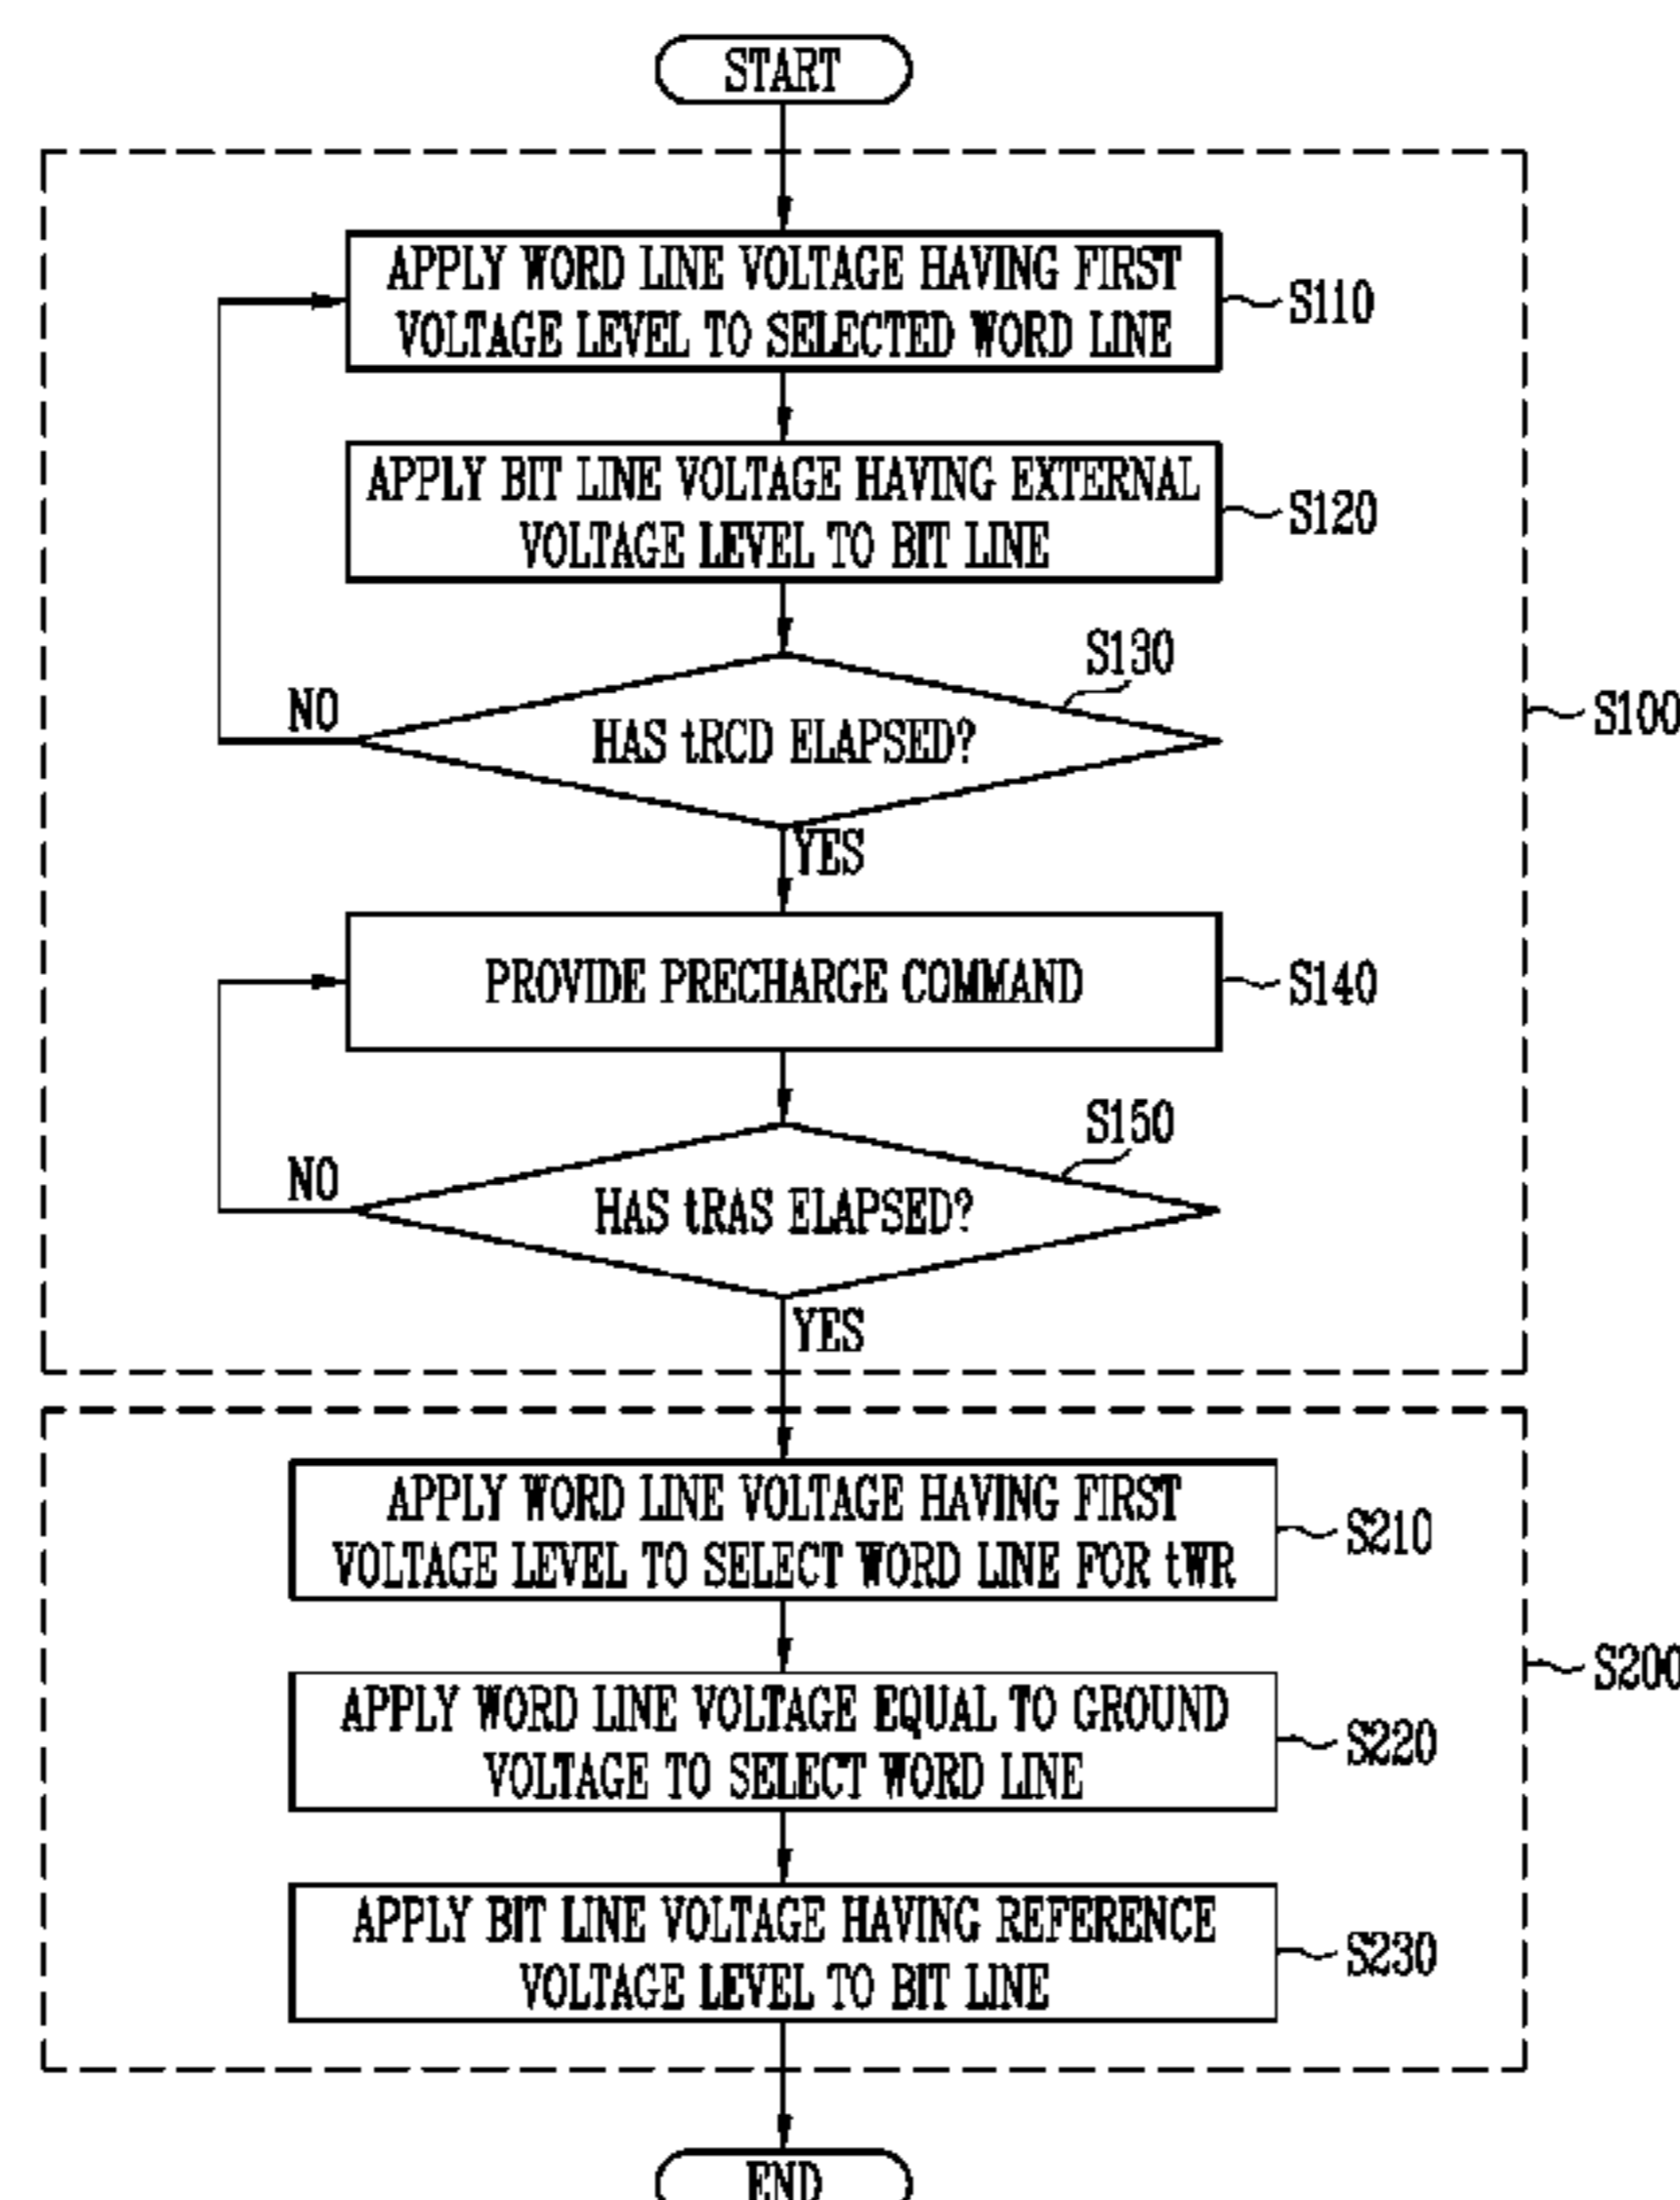 START
APPLY WORD LINE VOLTAGE HAVING FIRST
VOLTAGE LEVEL TO SELECTED WORD LINE
S110
APPLY BIT LINE VOLTAGE HAVING EXTERNAL
VOLTAGE LEVEL TO BIT LINE
S120
S130
NO
HAS tRCD ELAPSED?
S100
YES
PROVIDE PRECHARGE COMMAND
S140
S150
NO
HAS tRAS ELAPSED?
YES
APPLY WORD LINE VOLTAGE HAVING FIRST
VOLTAGE LEVEL TO SELECT WORD LINE FOR tWR
S210
S200
APPLY WORD LINE VOLTAGE EQUAL TO GROUND
VOLTAGE TO SELECT WORD LINE
S220
APPLY BIT LINE VOLTAGE HAVING REFERENCE
VOLTAGE LEVEL TO BIT LINE
S230
END